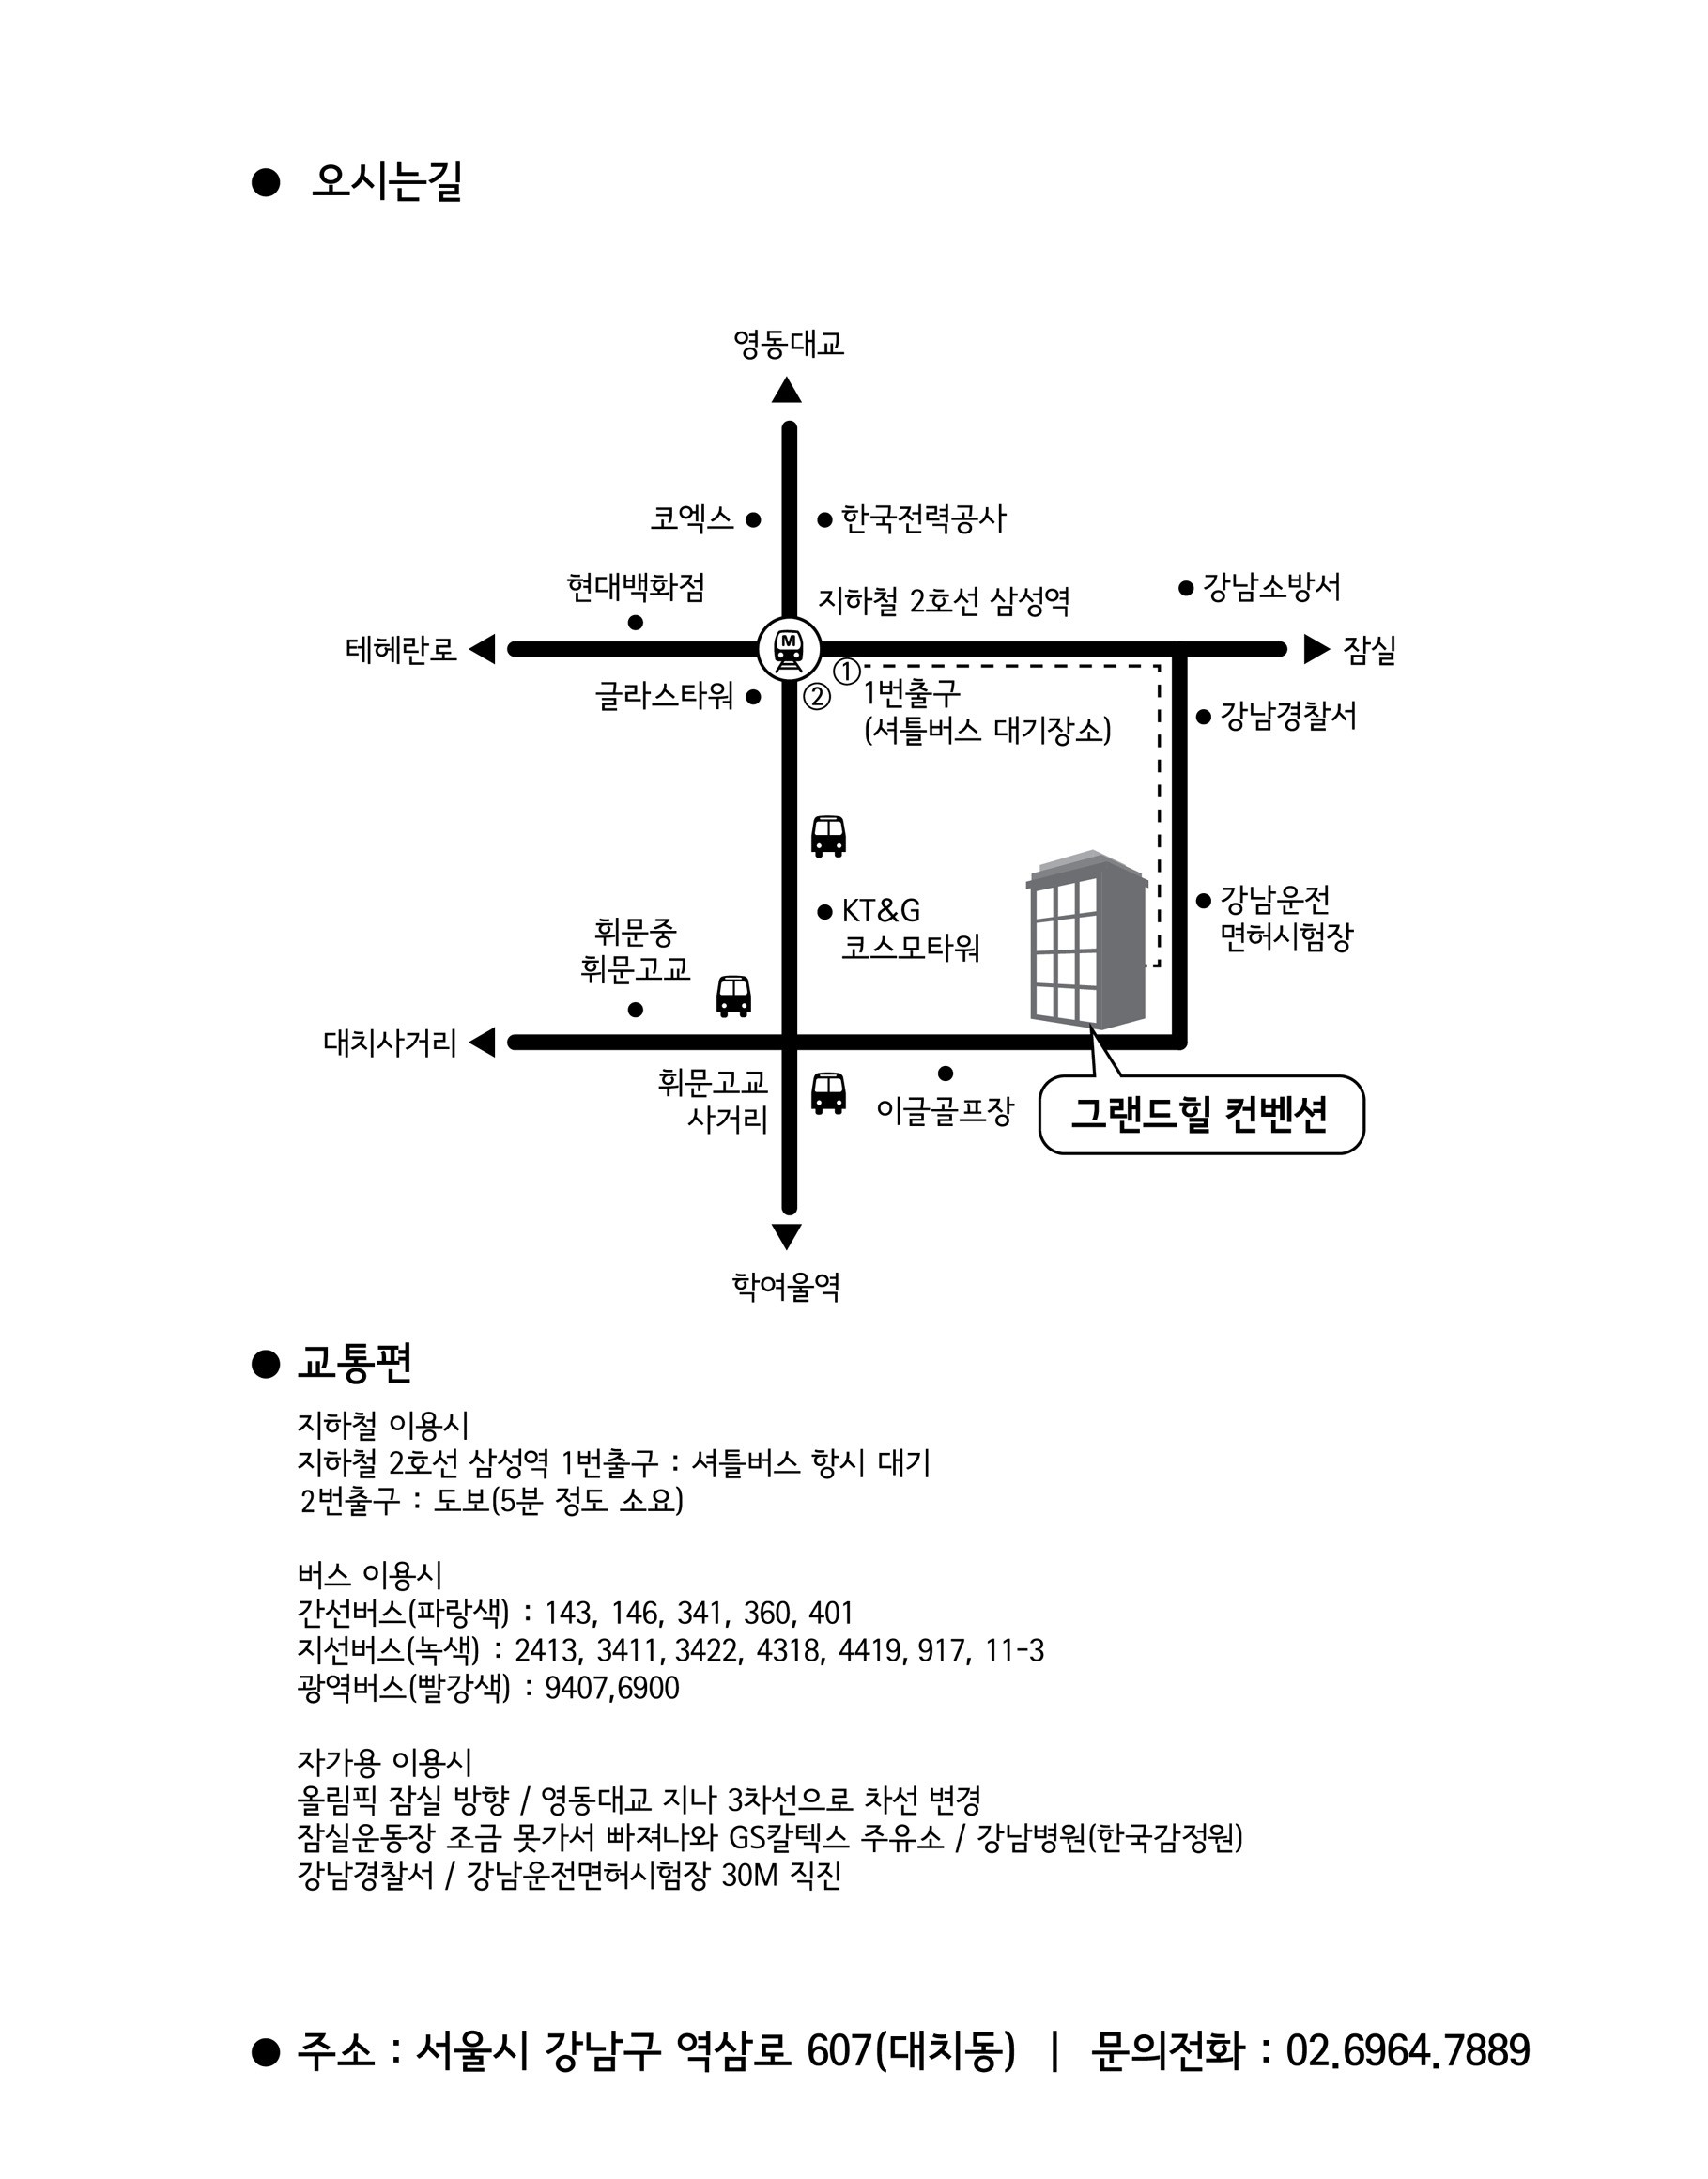 ● 오시는길
영동대교
코엑스
한국전력공사
현대백화점
지하철 2호선 삼성역
강남소방서
테헤란로
M
잠실
①
글라스타워
②
1번출구
(셔틀버스 대기장소)
강남경찰서
KT&G
코스모타워
강남운전
면허시험장
휘문중
휘문고교
대치사거리
휘문고교
사거리
이글골프장
그랜드힐 컨벤션
학여울역
● 교통편
지하철 이용시
지하철 2호선 삼성역 1번출구 : 셔틀버스 항시 대기
2번출구 : 도보(5분 정도 소요)
버스 이용시
간선버스(파랑색) : 143, 146, 341, 360, 401
지선버스(녹색) : 2413, 3411, 3422, 4318, 4419, 917, 11-3
광역버스(빨강색) : 9407,6900
자가용 이용시
올림픽 잠실 방향 / 영동대교 지나 3차선으로 차선 변경
잠실운동장 조금 못가서 빠져나와 GS칼텍스 주유소 / 강남병원(한국감정원)
강남경찰서 / 강남운전면허시험장 30M 직진
● 주소 : 서울시 강남구 역삼로 607(대치동) | 문의전화 : 02.6964.7889